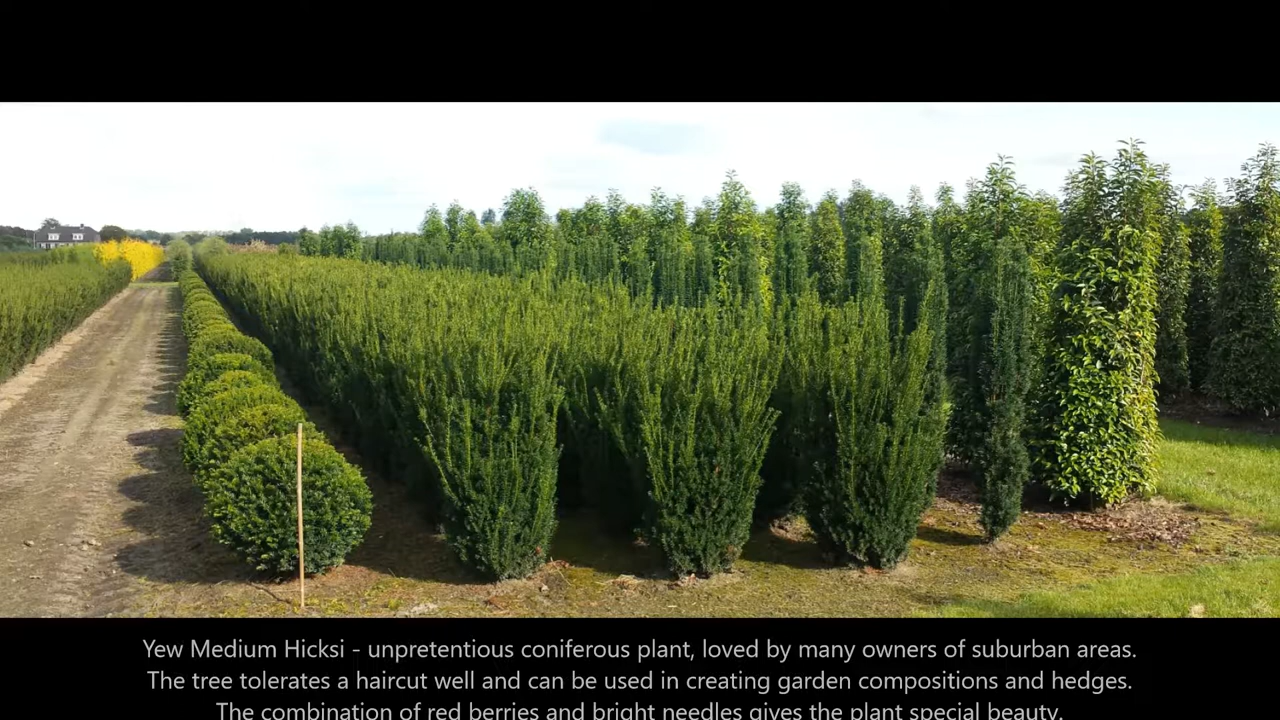 Yew Medium Hicksi - unpretentious coniferous plant, loved by many owners of suburban areas.
The tree tolerates a haircut well and can be used in creating garden compositions and hedges.
The combination of red berries and bright needles gives the plant special beauty.